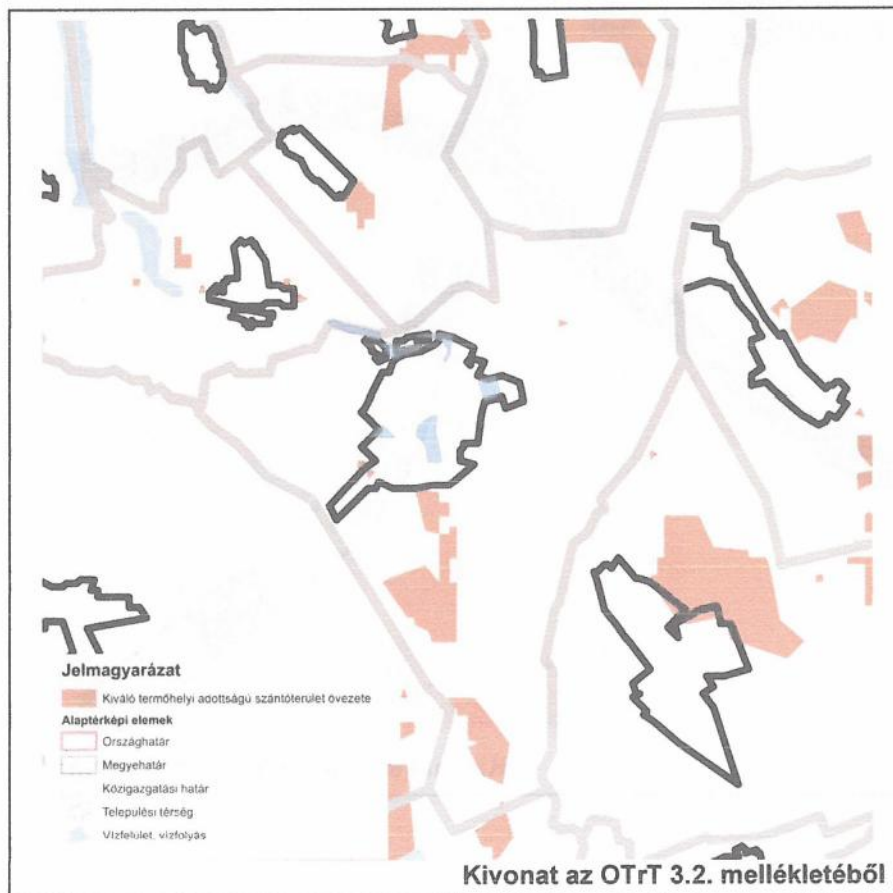 Jelmagyarázat
Kiváló termőhelyi adottságú szántóterület övezete
Alaptérképi elemek
Országhatár
Megyehatár
Közigazgatási határ
Települési térség
Vízfelület, vízfolyás
Kivonat az OTrT 3.2. mellékletéből